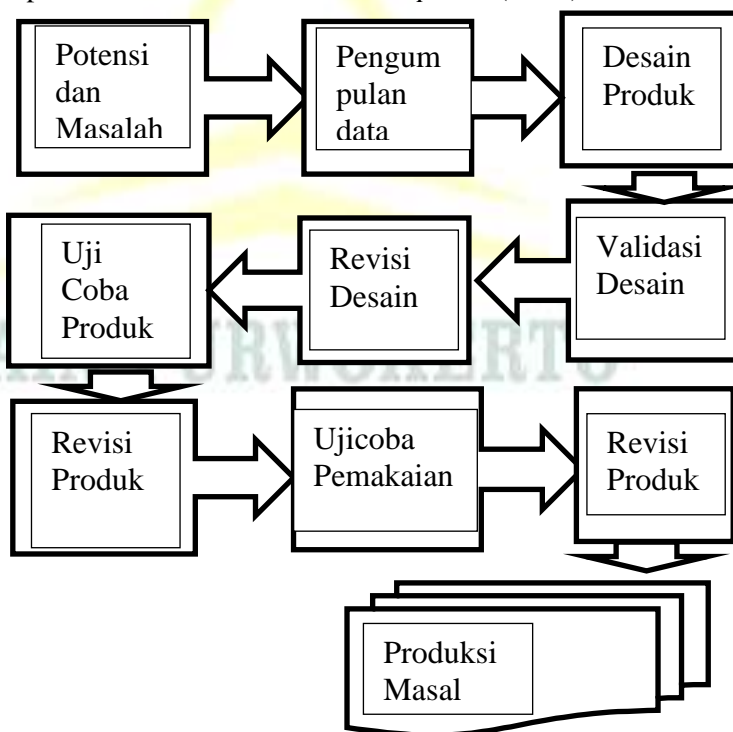 Potensi
dan
Masalah
Pengum
pulan
data
Desain
Produk
Validasi
Desain
Revisi
Desain
Uji
Coba
Produk
URWOKERTO
Revisi
Produk
Ujicoba
Pemakaian
Revisi
Produk
Produksi
Masal